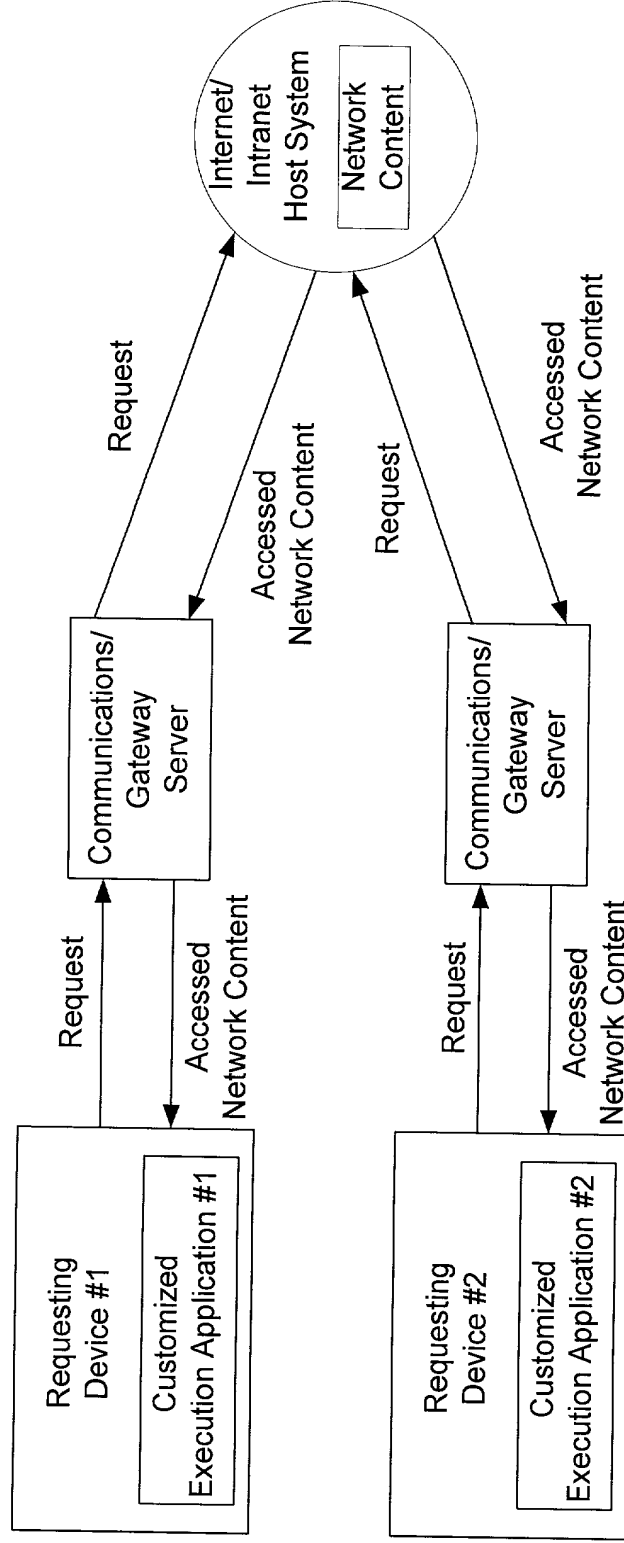 Requesting
Device #1
Customized
Execution Application #1
Request
Accessed
Network Content
Communications/
Gateway
Server
Request
Accessed
Network Content
Internet/
Intranet
Host System
Network
Content
Requesting
Device #2
Customized
Execution Application #2
Request
Accessed
Network Content
Communications/
Gateway
Server
Request
Accessed
Network Content